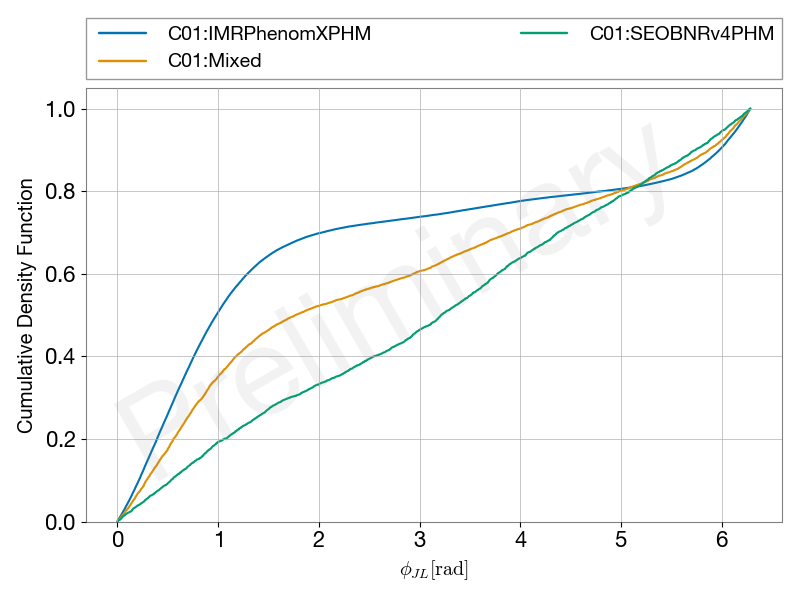 C01:IMRPhenomXPHM
C01:Mixed
C01:SEOBNRv4PHM
Cumulative Density Function
1.0
0.8
0.6
0.4
0.2
0.0
Preliminary
0 1 2 3 4 5 6
ϕJL[rad]